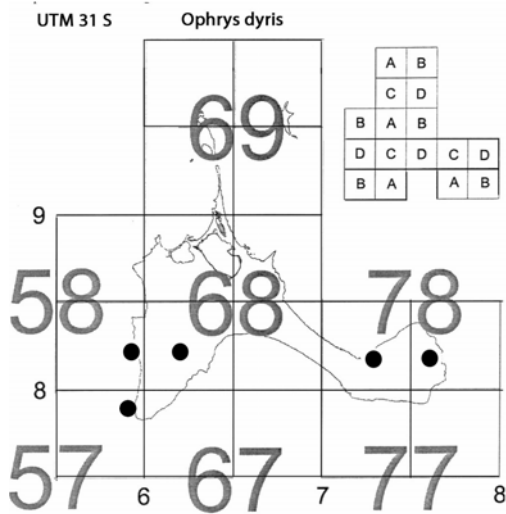 UTM 31 S Ophrys dyris
A B
C D
69
B A B
D C D C D
B A A B
9
58 68 78
8
57 67 77
6 7 8